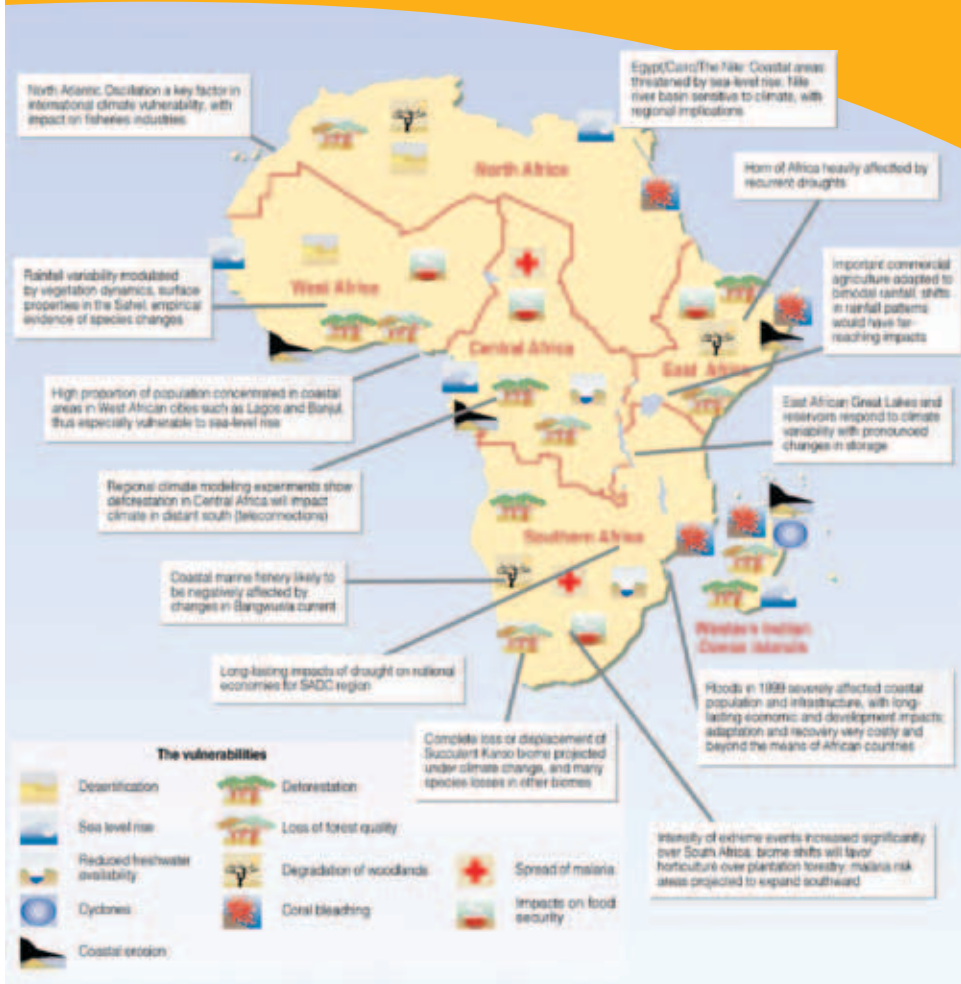 North Atlantic Oscillation a key factor in
international climate vulnerability, with
impact on fisheries industries
Egypt/Cairo/The Nile: Coastal areas
threatened by sea-level rise. Nile
river basin sensitive to climate, with
regional implications
Horn of Africa heavily affected by
recurrent droughts
North Africa
Rainfall variability modulated
by vegetation dynamics, surface
properties in the Sahel; empirical
evidence of species changes
West Africa
Important commercial
agriculture adapted to
bimodal rainfall; shifts
in rainfall patterns
would have far-
reaching impacts
Central Africa
East Africa
High proportion of population concentrated in coastal
areas in West African cities such as Lagos and Banjul,
thus especially vulnerable to sea-level rise
East African Great Lakes and
reservoirs respond to climate
variability with pronounced
changes in storage
Regional climate modeling experiments show
deforestation in Central Africa will impact
climate in distant south (teleconnections)
Southern Africa
Coastal marine fishery likely to
be negatively affected by
changes in current
Western Indian
Ocean Islands
Long-lasting impacts of drought on national
economies for SADC region
Floods in 1999 severely affected coastal
population and infrastructure, with long-
lasting economic and development impacts;
adaptation and recovery very costly and
beyond the means of African countries
Complete loss or displacement of
Succulent Karoo biome projected
under climate change, and many
species losses in other biomes
Intensity of extreme events increased significantly
over South Africa; biome shifts will favor
horticulture over plantation forestry; malaria risk
areas projected to expand southward
The vulnerabilities
Desertification
Sea level rise
Reduced freshwater
availability
Cyclones
Coastal erosion
Deforestation
Loss of forest quality
Degradation of woodlands
Coral bleaching
Spread of malaria
Impacts on food
security